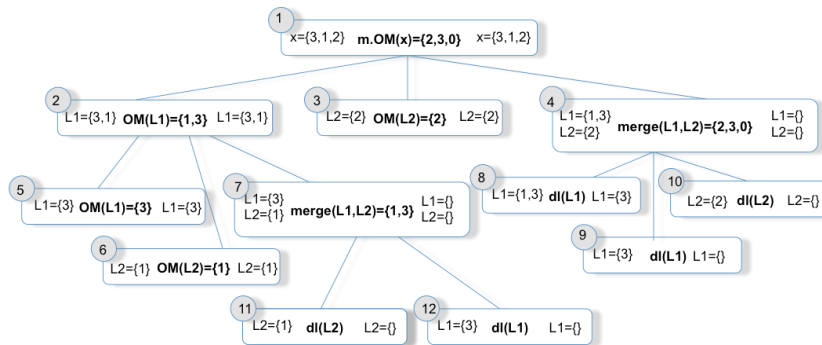 1
x={3,1,2} m.OM(x)={2,3,0} x={3,1,2}
2
L1={3,1} OM(L1)={1,3} L1={3,1}
3
L2={2} OM(L2)={2} L2={2}
4
L1={1,3} L1={}
merge(L1,L2)={2,3,0}
L2={2} L2={}
5
L1={3} OM(L1)={3} L1={3}
6
L2={1} OM(L2)={1} L2={1}
7
L1={3} L1={}
merge(L1,L2)={1,3}
L2={1} L2={}
8
L1={1,3} dl(L1) L1={3}
10
L2={2} dl(L2) L2={}
9
L1={3} dl(L1) L1={}
11
L2={1} dl(L2) L2={}
12
L1={3} dl(L1) L1={}